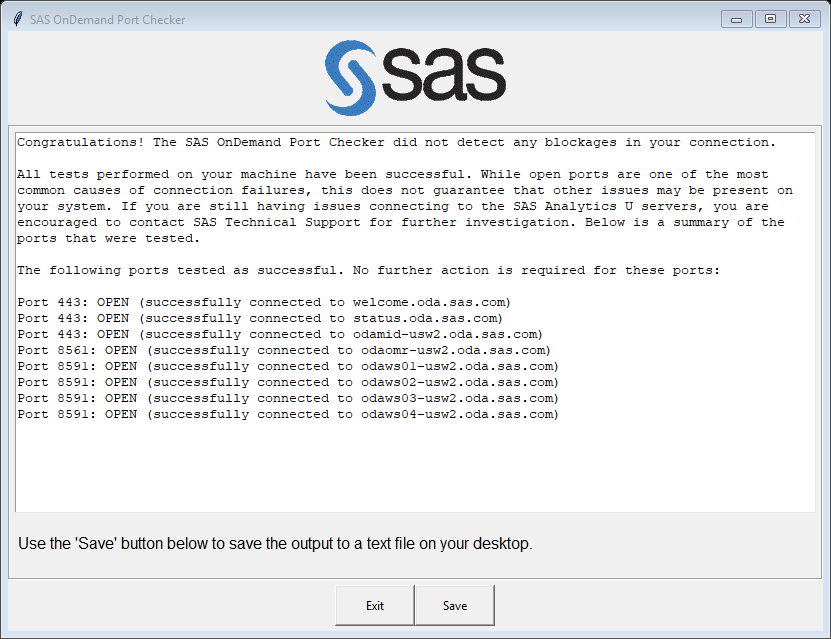 SAS OnDemand Port Checker
sas
Congratulations! The SAS OnDemand Port Checker did not detect any blockages in your connection.
All tests performed on your machine have been successful. While open ports are one of the most
common causes of connection failures, this does not guarantee that other issues may be present on
your system. If you are still having issues connecting to the SAS Analytics U servers, you are
encouraged to contact SAS Technical Support for further investigation. Below is a summary of the
ports that were tested.
The following ports tested as successful. No further action is required for these ports:
Port 443: OPEN (successfully connected to welcome.oda.sas.com)
Port 443: OPEN (successfully connected to status.oda.sas.com)
Port 443: OPEN (successfully connected to odamid-usw2.oda.sas.com)
Port 8561: OPEN (successfully connected to odaomr-usw2.oda.sas.com)
Port 8591: OPEN (successfully connected to odaws01-usw2.oda.sas.com)
Port 8591: OPEN (successfully connected to odaws02-usw2.oda.sas.com)
Port 8591: OPEN (successfully connected to odaws03-usw2.oda.sas.com)
Port 8591: OPEN (successfully connected to odaws04-usw2.oda.sas.com)
Use the 'Save' button below to save the output to a text file on your desktop.
Exit Save